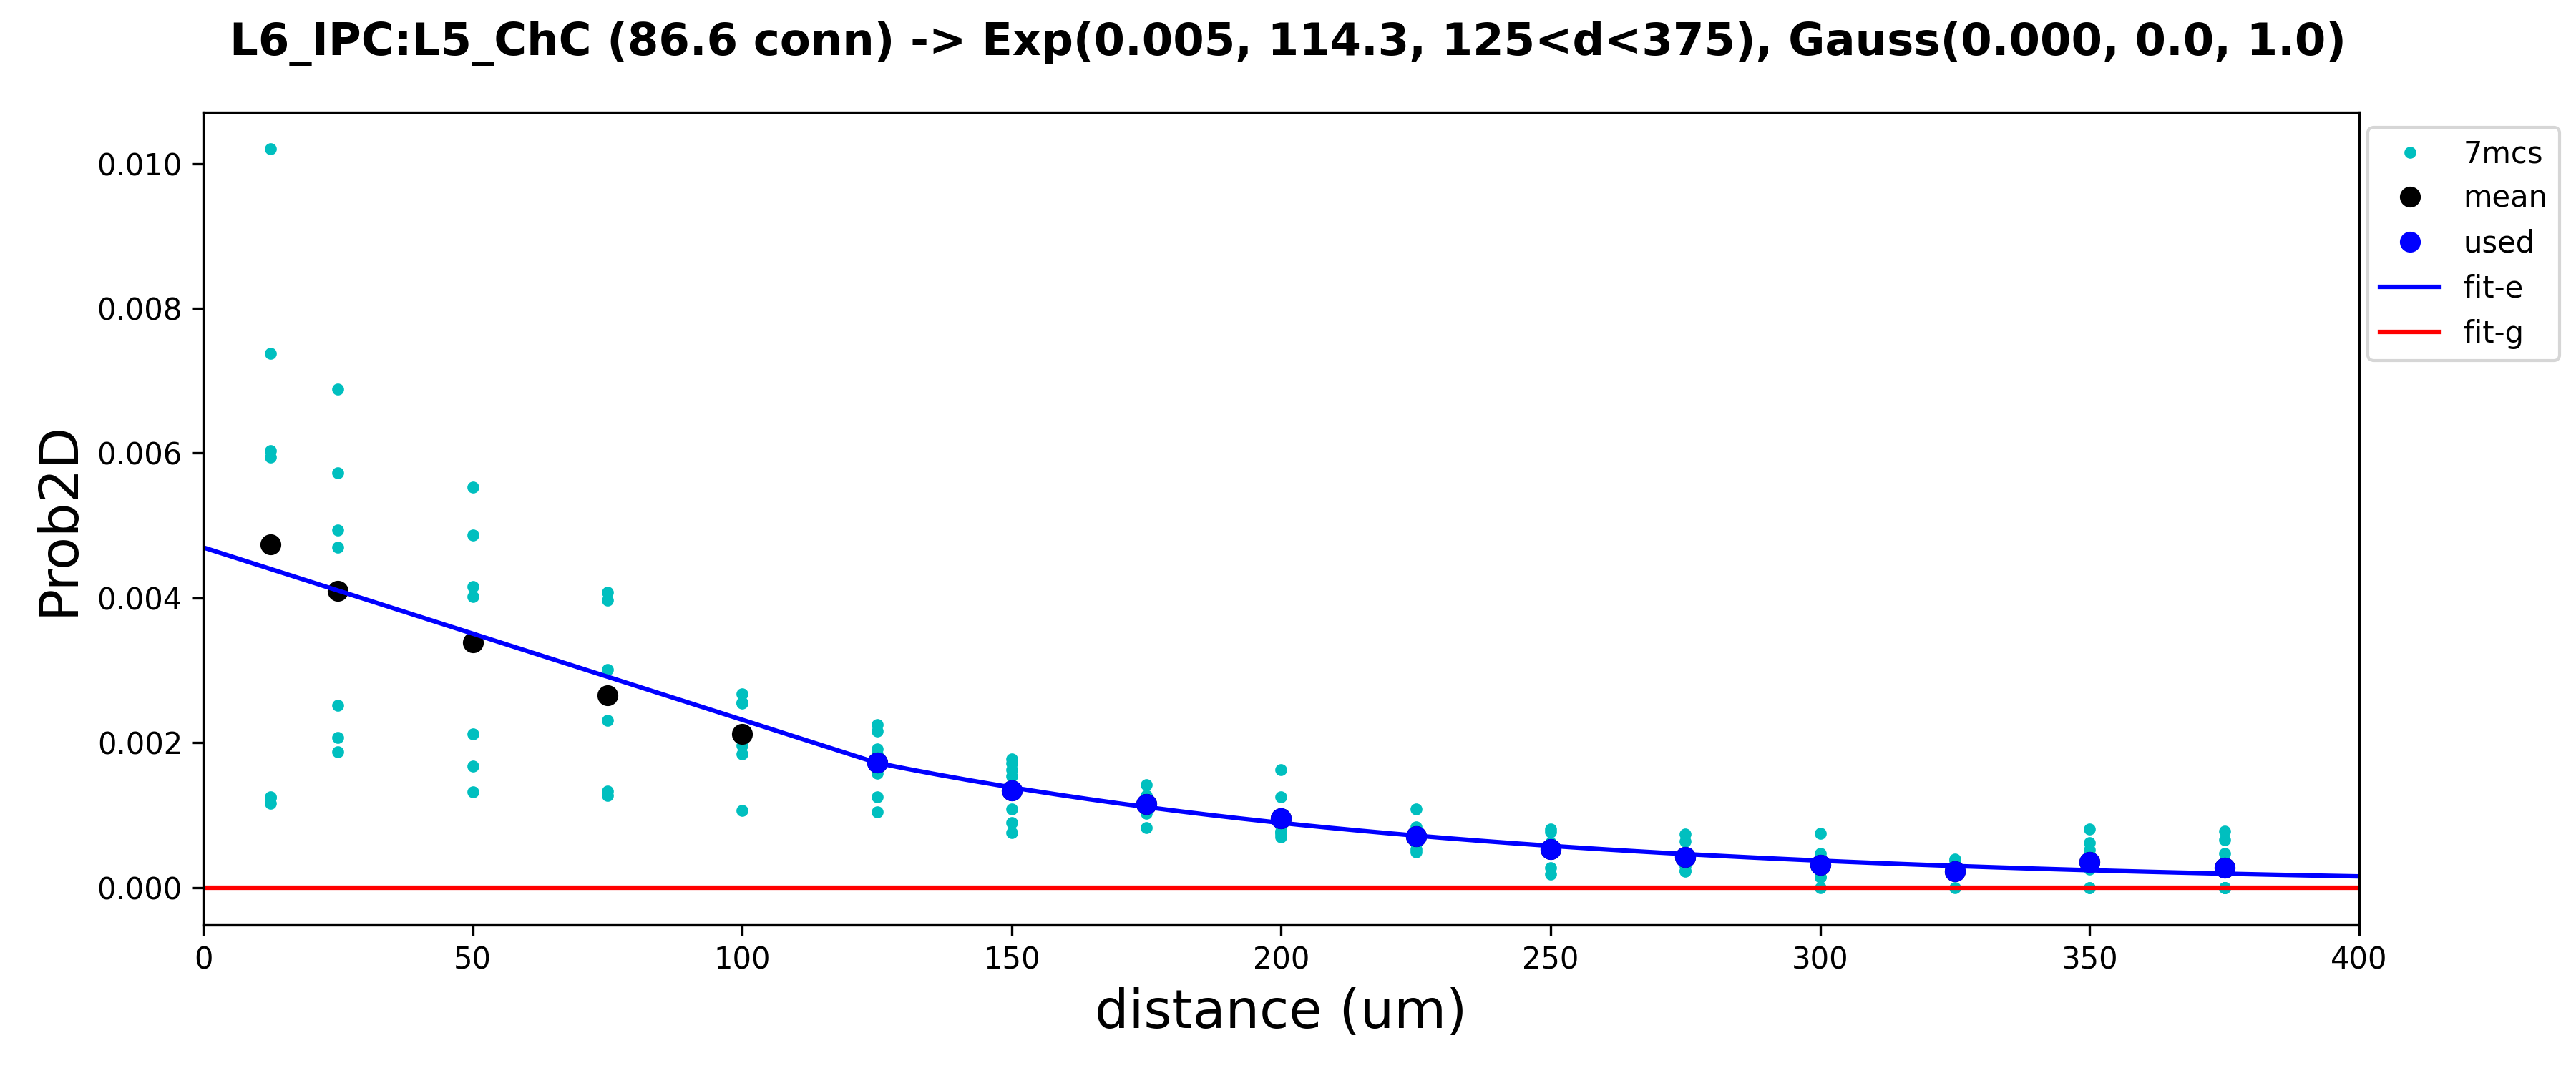 L6_IPC:L5_ChC (86.6 conn) -> Exp(0.005, 114.3, 125<d<375), Gauss(0.000, 0.0, 1.0)
7mcs
mean
used
fit-e
fit-g
Prob2D
0.010
0.008
0.006
0.004
0.002
0.000
0 50 100 150 200 250 300 350 400
distance (um)